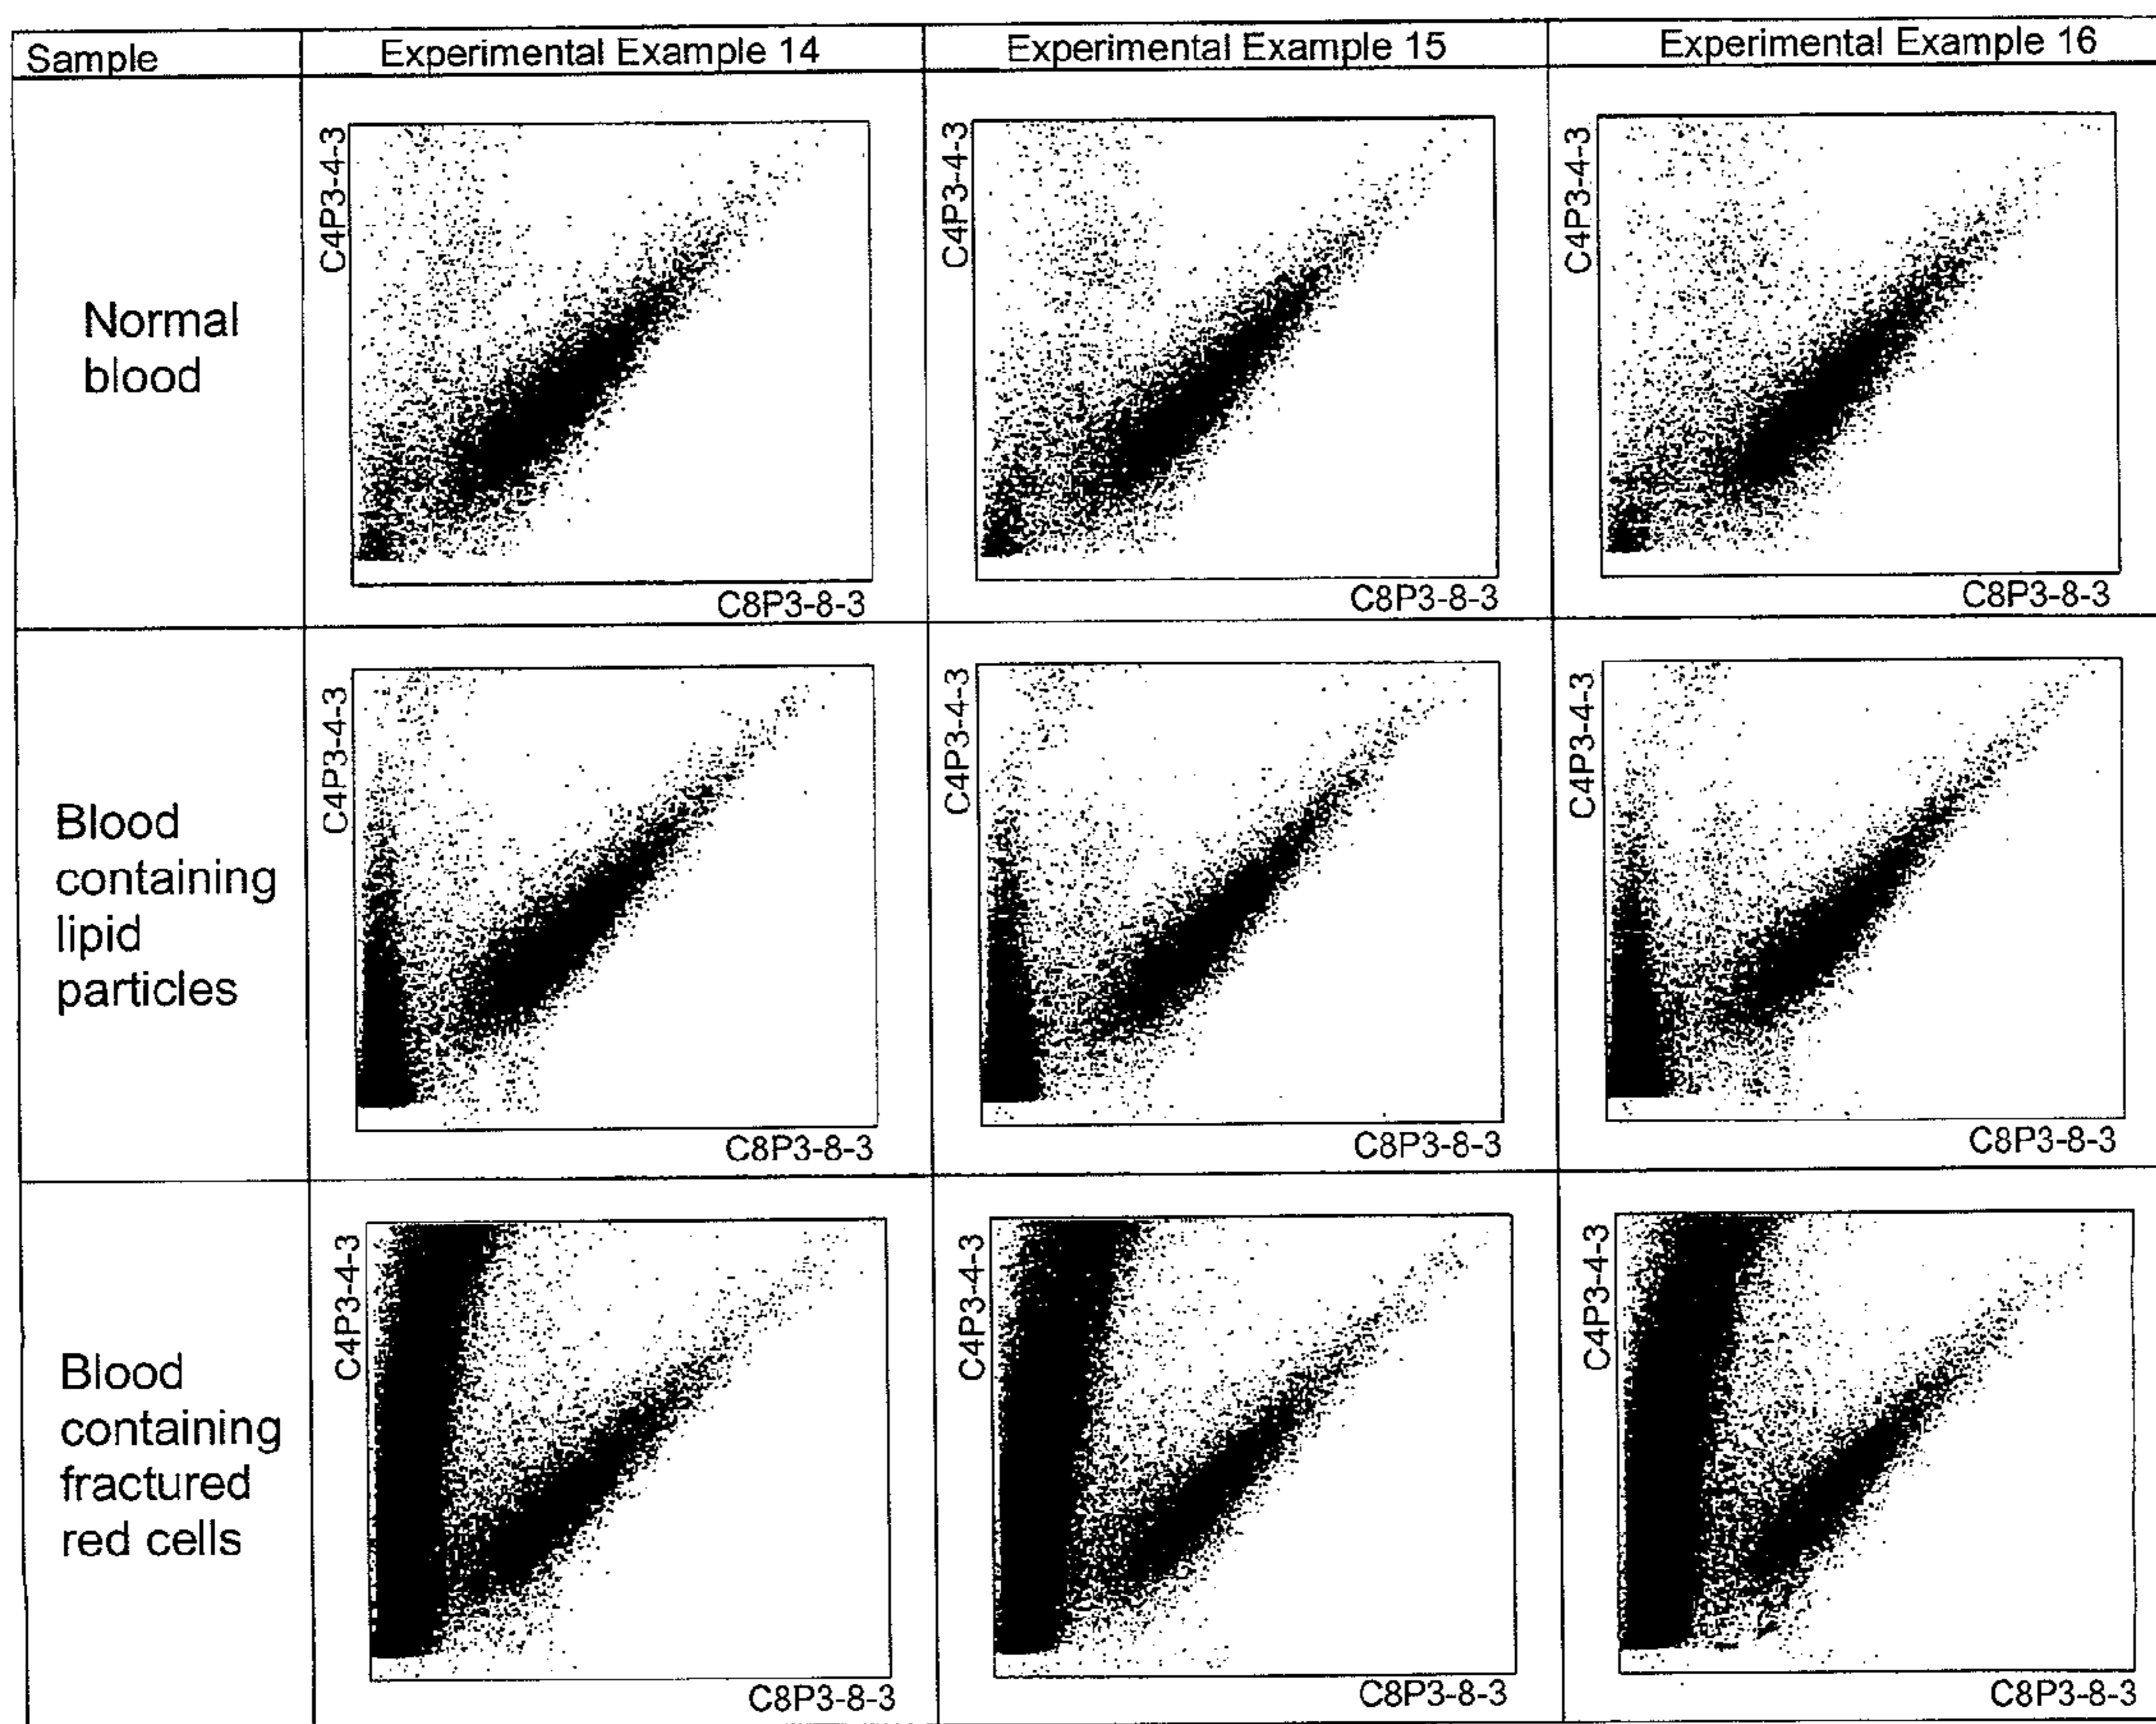 Sample
Experimental Example 14
Experimental Example 15
Experimental Example 16
Normal
blood
C4P3-4-3
C8P3-8-3
C4P3-4-3
C8P3-8-3
C4P3-4-3
C8P3-8-3
Blood
containing
lipid
particles
C4P3-4-3
C8P3-8-3
C4P3-4-3
C8P3-8-3
C4P3-4-3
C8P3-8-3
Blood
containing
fractured
red cells
C4P3-4-3
C8P3-8-3
C4P3-4-3
C8P3-8-3
C4P3-4-3
C8P3-8-3